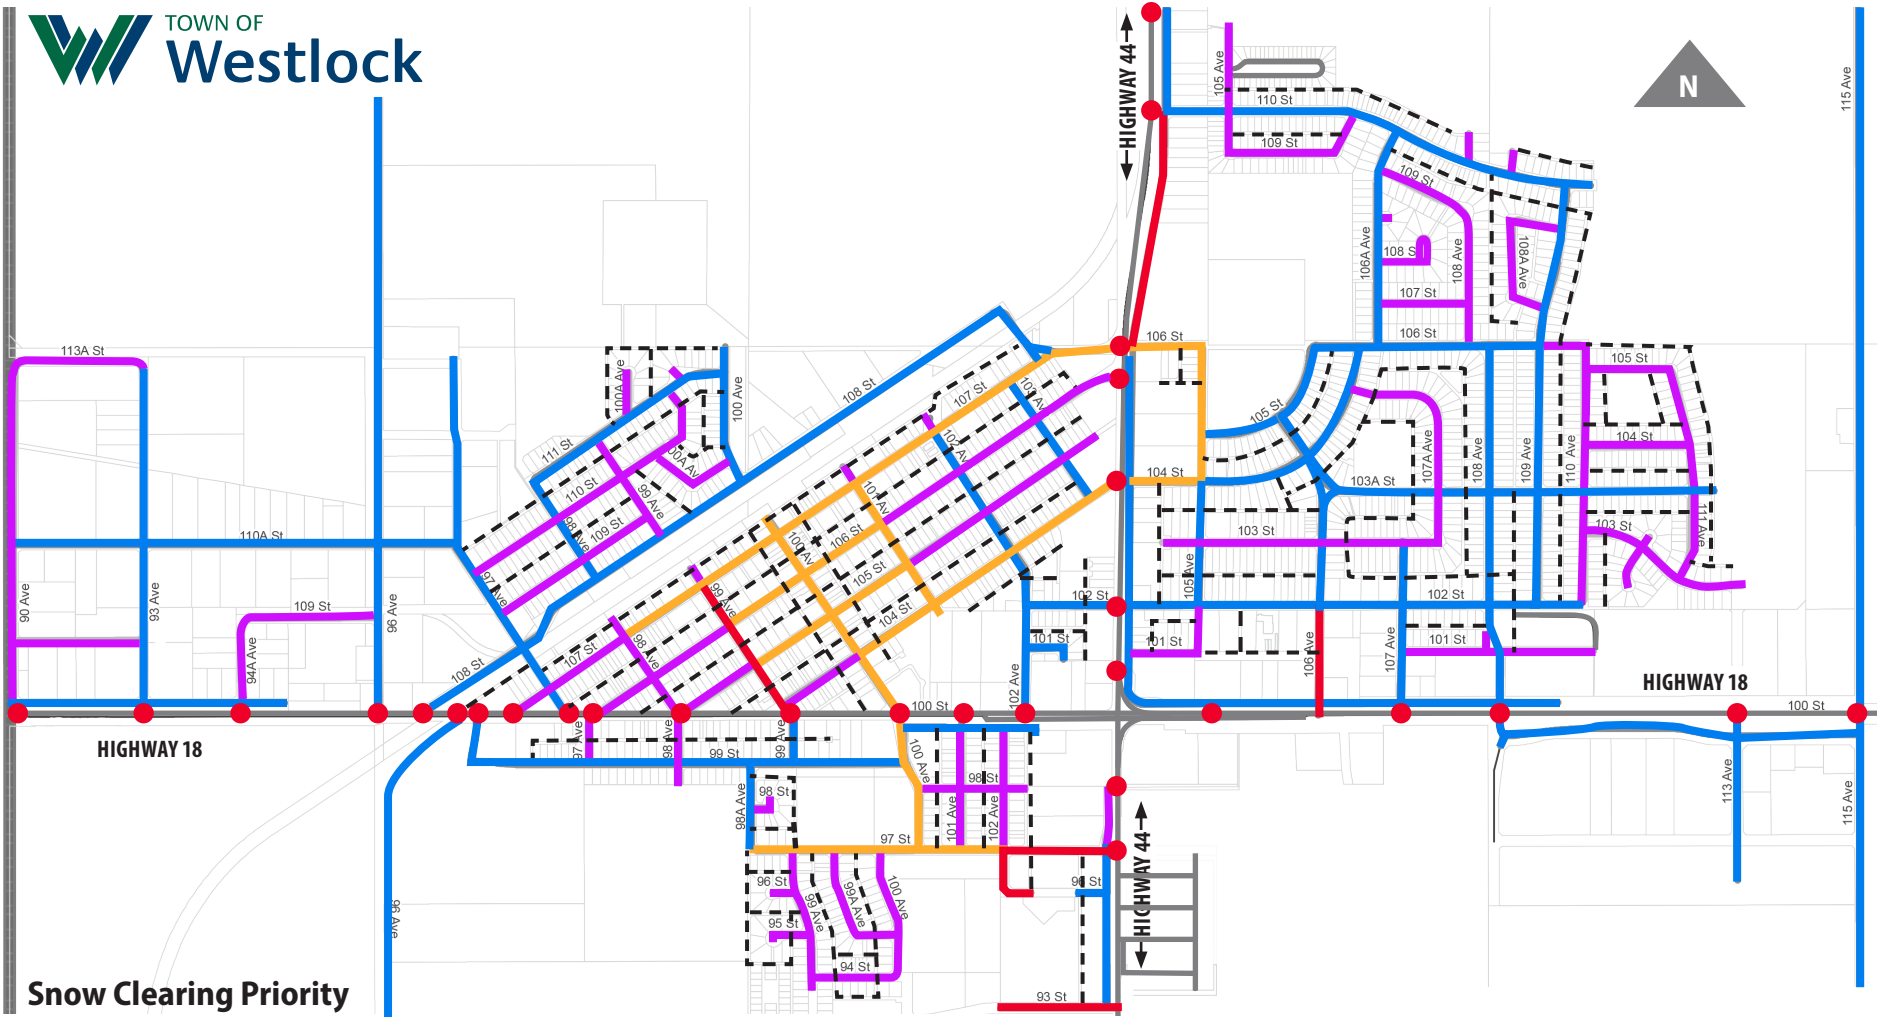 TOWN OF
Westlock
HIGHWAY 44
N
105 Ave
110 St
109 St
115 Ave
109 St
106A Ave
108 S
108 Ave
108A Ave
107 St
106 St
106 St
113A St
100A Ave
100 Ave
108 St
107 St
103 Ave
105 St
105 St
111 St
102 Ave
104 St
110 St
00A Av
99 Ave
101 Av
104 St
103A St
107A Ave
108 Ave
109 Ave
110 Ave
98 Ave
109 St
100 Ave
106 St
103 St
103 St
111 Ave
110A St
97 Ave
105 St
105 Ave
90 Ave
93 Ave
109 St
96 Ave
99 Ave
104 St
102 St
102 St
94A Ave
108 St
107 St
98 Ave
101 St
101 St
106 Ave
107 Ave
101 St
102 Ave
HIGHWAY 18
100 St
100 St
HIGHWAY 18
97 Ave
98 Ave
99 St
99 Ave
100 Ave
98 St
98A Ave
98 St
101 Ave
102 Ave
113 Ave
115 Ave
97 St
HIGHWAY 44
96 St
99 Ave
99A Ave
100 Ave
96 St
96 Ave
95 St
94 St
93 St
Snow Clearing Priority